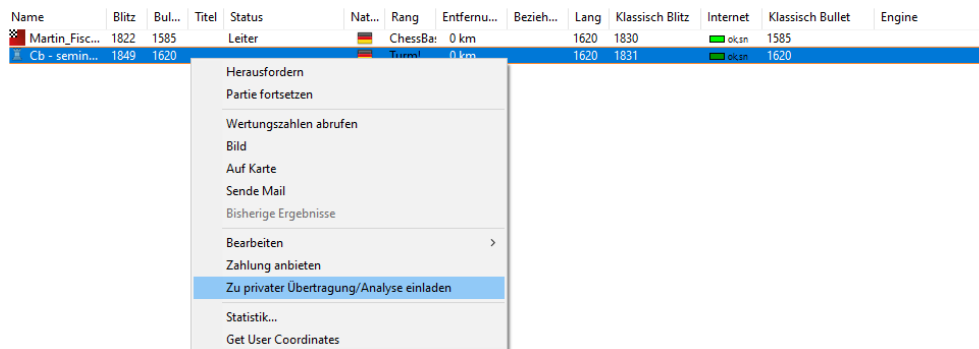 Name Blitz Bul... Titel Status Nat... Rang Entfernu... Bezieh... Lang Klassisch Blitz Internet Klassisch Bullet Engine
Martin_Fisc... 1822 1585 Leiter ChessBa: 0 km 1620 1830 ok,sn 1585
Cb - semin... 1849 1620 Turm! 0 km 1620 1831 ok,sn 1620
Herausfordern
Partie fortsetzen
Wertungszahlen abrufen
Bild
Auf Karte
Sende Mail
Bisherige Ergebnisse
Bearbeiten >
Zahlung anbieten
Zu privater Übertragung/Analyse einladen
Statistik...
Get User Coordinates